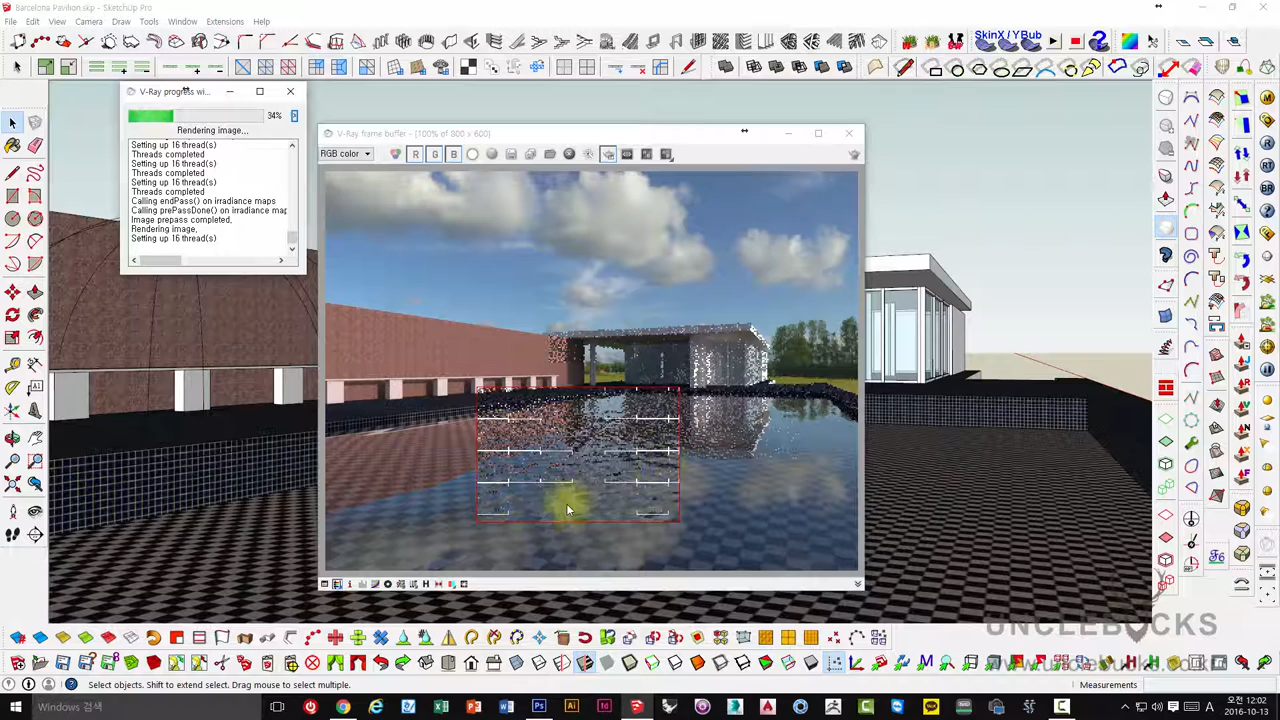 Barcelona Pavilion.skp - SketchUp Pro
File Edit View Camera Draw Tools Window Extensions Help
SkinX / YBub
V-Ray progress wi...
34%
Rendering image...
Setting up 16 thread(s)
Threads completed
Setting up 16 thread(s)
Threads completed
Setting up 16 thread(s)
Threads completed
Calling endPass() on irradiance maps
Calling prePassDone() on irradiance map
Image prepass completed.
Rendering image.
Setting up 16 thread(s)
V-Ray frame buffer - [100% of 800 x 600]
RGB color
R G B
UNCLEBUCKS
Select objects. Shift to extend select. Drag mouse to select multiple.
Measurements
Windows 검색
오전 12:02
2016-10-13